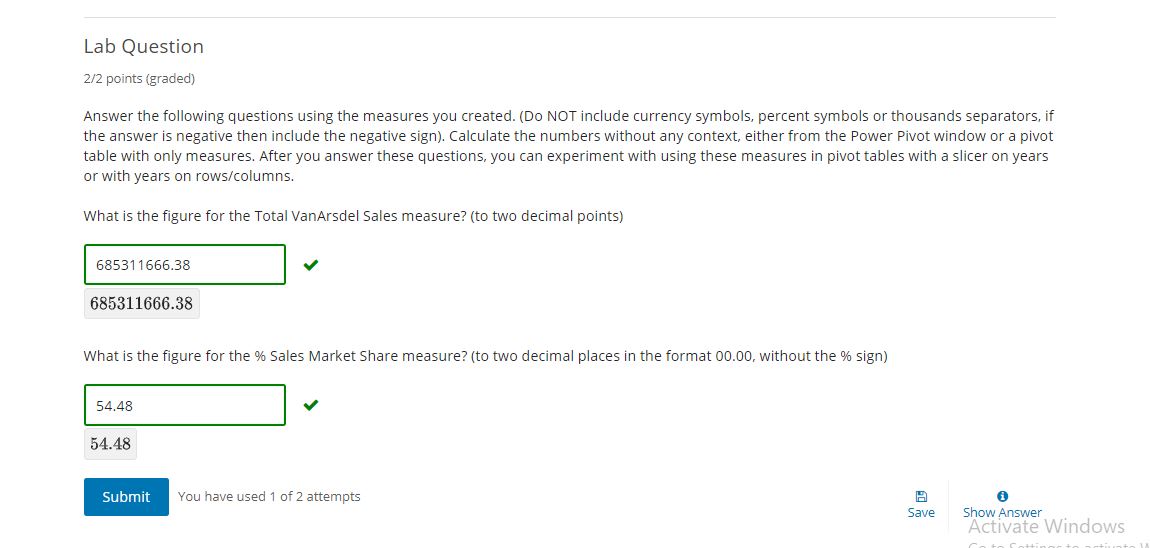 Lab Question
2/2 points (graded)
Answer the following questions using the measures you created. (Do NOT include currency symbols, percent symbols or thousands separators, if
the answer is negative then include the negative sign). Calculate the numbers without any context, either from the Power Pivot window or a pivot
table with only measures. After you answer these questions, you can experiment with using these measures in pivot tables with a slicer on years
or with years on rows/columns.
What is the figure for the Total VanArsdel Sales measure? (to two decimal points)
685311666.38
685311666.38
What is the figure for the % Sales Market Share measure? (to two decimal places in the format 00.00, without the % sign)
54.48
54.48
Submit You have used 1 of 2 attempts
Save Show Answer
Activate Windows